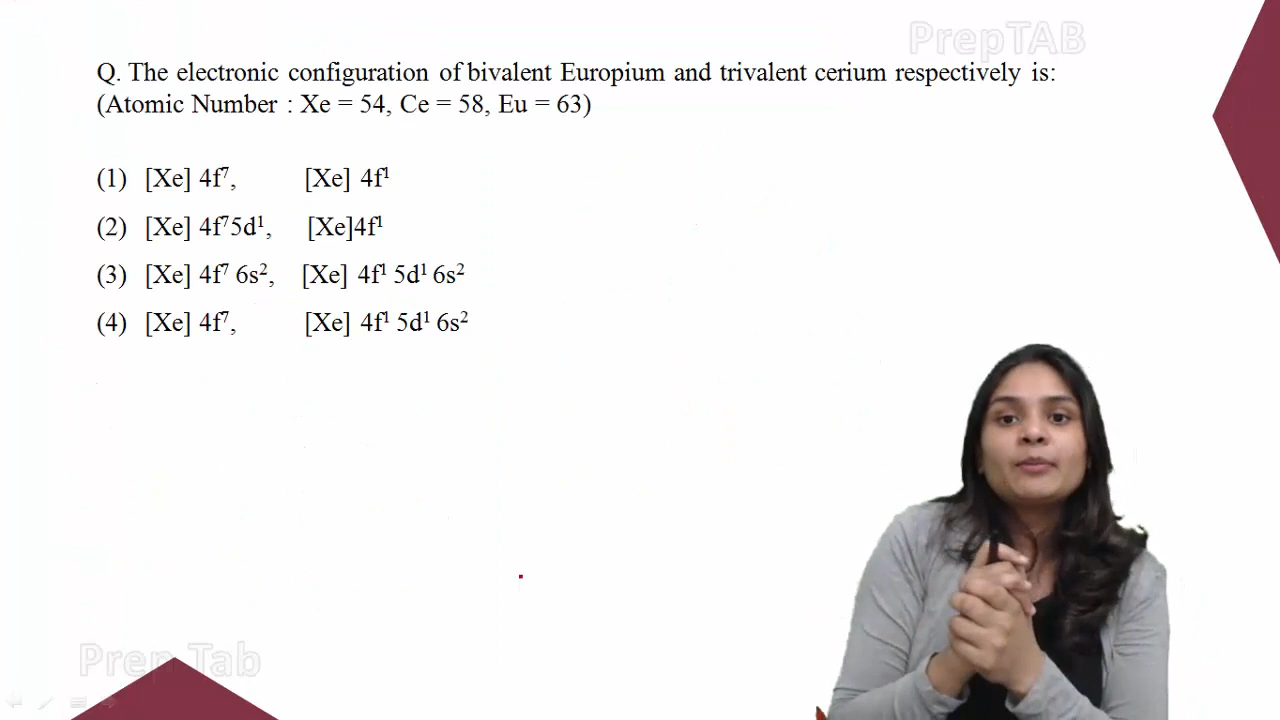 PrepTAB
Q. The electronic configuration of bivalent Europium and trivalent cerium respectively is:
(Atomic Number : Xe = 54, Ce = 58, Eu = 63)
(1) [Xe] 4f⁷, [Xe] 4f¹
(2) [Xe] 4f⁷5d¹, [Xe]4f¹
(3) [Xe] 4f⁷ 6s², [Xe] 4f¹ 5d¹ 6s²
(4) [Xe] 4f⁷, [Xe] 4f¹ 5d¹ 6s²
Prep Tab